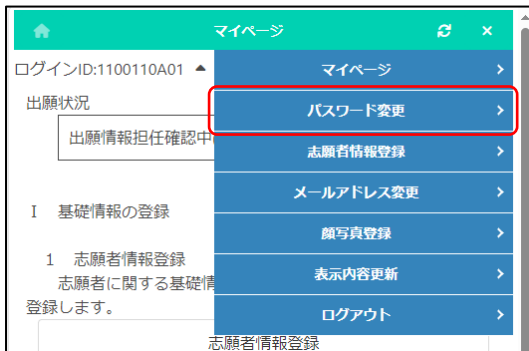 マイページ
ログインID:1100110A01 ▲
マイページ
出願状況
パスワード変更
出願情報担任確認中
志願者情報登録
メールアドレス変更
I 基礎情報の登録
顔写真登録
1 志願者情報登録
表示内容更新
志願者に関する基礎情
登録します。
ログアウト
志願者情報登録